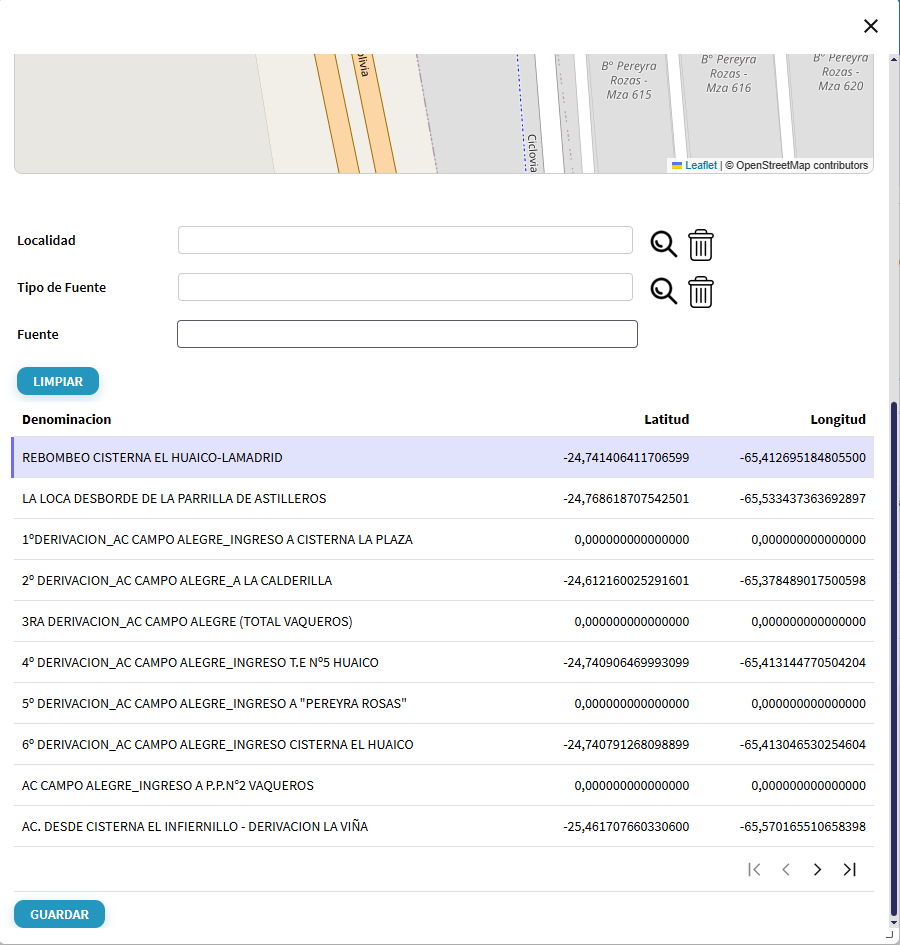 olivia
Ciclovia
B° Pereyra
Rozas -
Mza 615
B° Pereyra
Rozas -
Mza 616
B° Pereyra
Rozas -
Mza 620
Leaflet | © OpenStreetMap contributors
Localidad
Tipo de Fuente
Fuente
LIMPIAR
Denominacion Latitud Longitud
REBOMBEO CISTERNA EL HUAICO-LAMADRID -24,741406411706599 -65,412695184805500
LA LOCA DESBORDE DE LA PARRILLA DE ASTILLEROS -24,768618707542501 -65,533437363692897
1ºDERIVACION_AC CAMPO ALEGRE_INGRESO A CISTERNA LA PLAZA 0,000000000000000 0,000000000000000
2º DERIVACION_AC CAMPO ALEGRE_A LA CALDERILLA -24,612160025291601 -65,378489017500598
3RA DERIVACION_AC CAMPO ALEGRE (TOTAL VAQUEROS) 0,000000000000000 0,000000000000000
4º DERIVACION_AC CAMPO ALEGRE_INGRESO T.E Nº5 HUAICO -24,740906469993099 -65,413144770504204
5º DERIVACION_AC CAMPO ALEGRE_INGRESO A "PEREYRA ROSAS" 0,000000000000000 0,000000000000000
6º DERIVACION_AC CAMPO ALEGRE_INGRESO CISTERNA EL HUAICO -24,740791268098899 -65,413046530254604
AC CAMPO ALEGRE_INGRESO A P.P.N°2 VAQUEROS 0,000000000000000 0,000000000000000
AC. DESDE CISTERNA EL INFIERNILLO - DERIVACION LA VIÑA -25,461707660330600 -65,570165510658398
GUARDAR